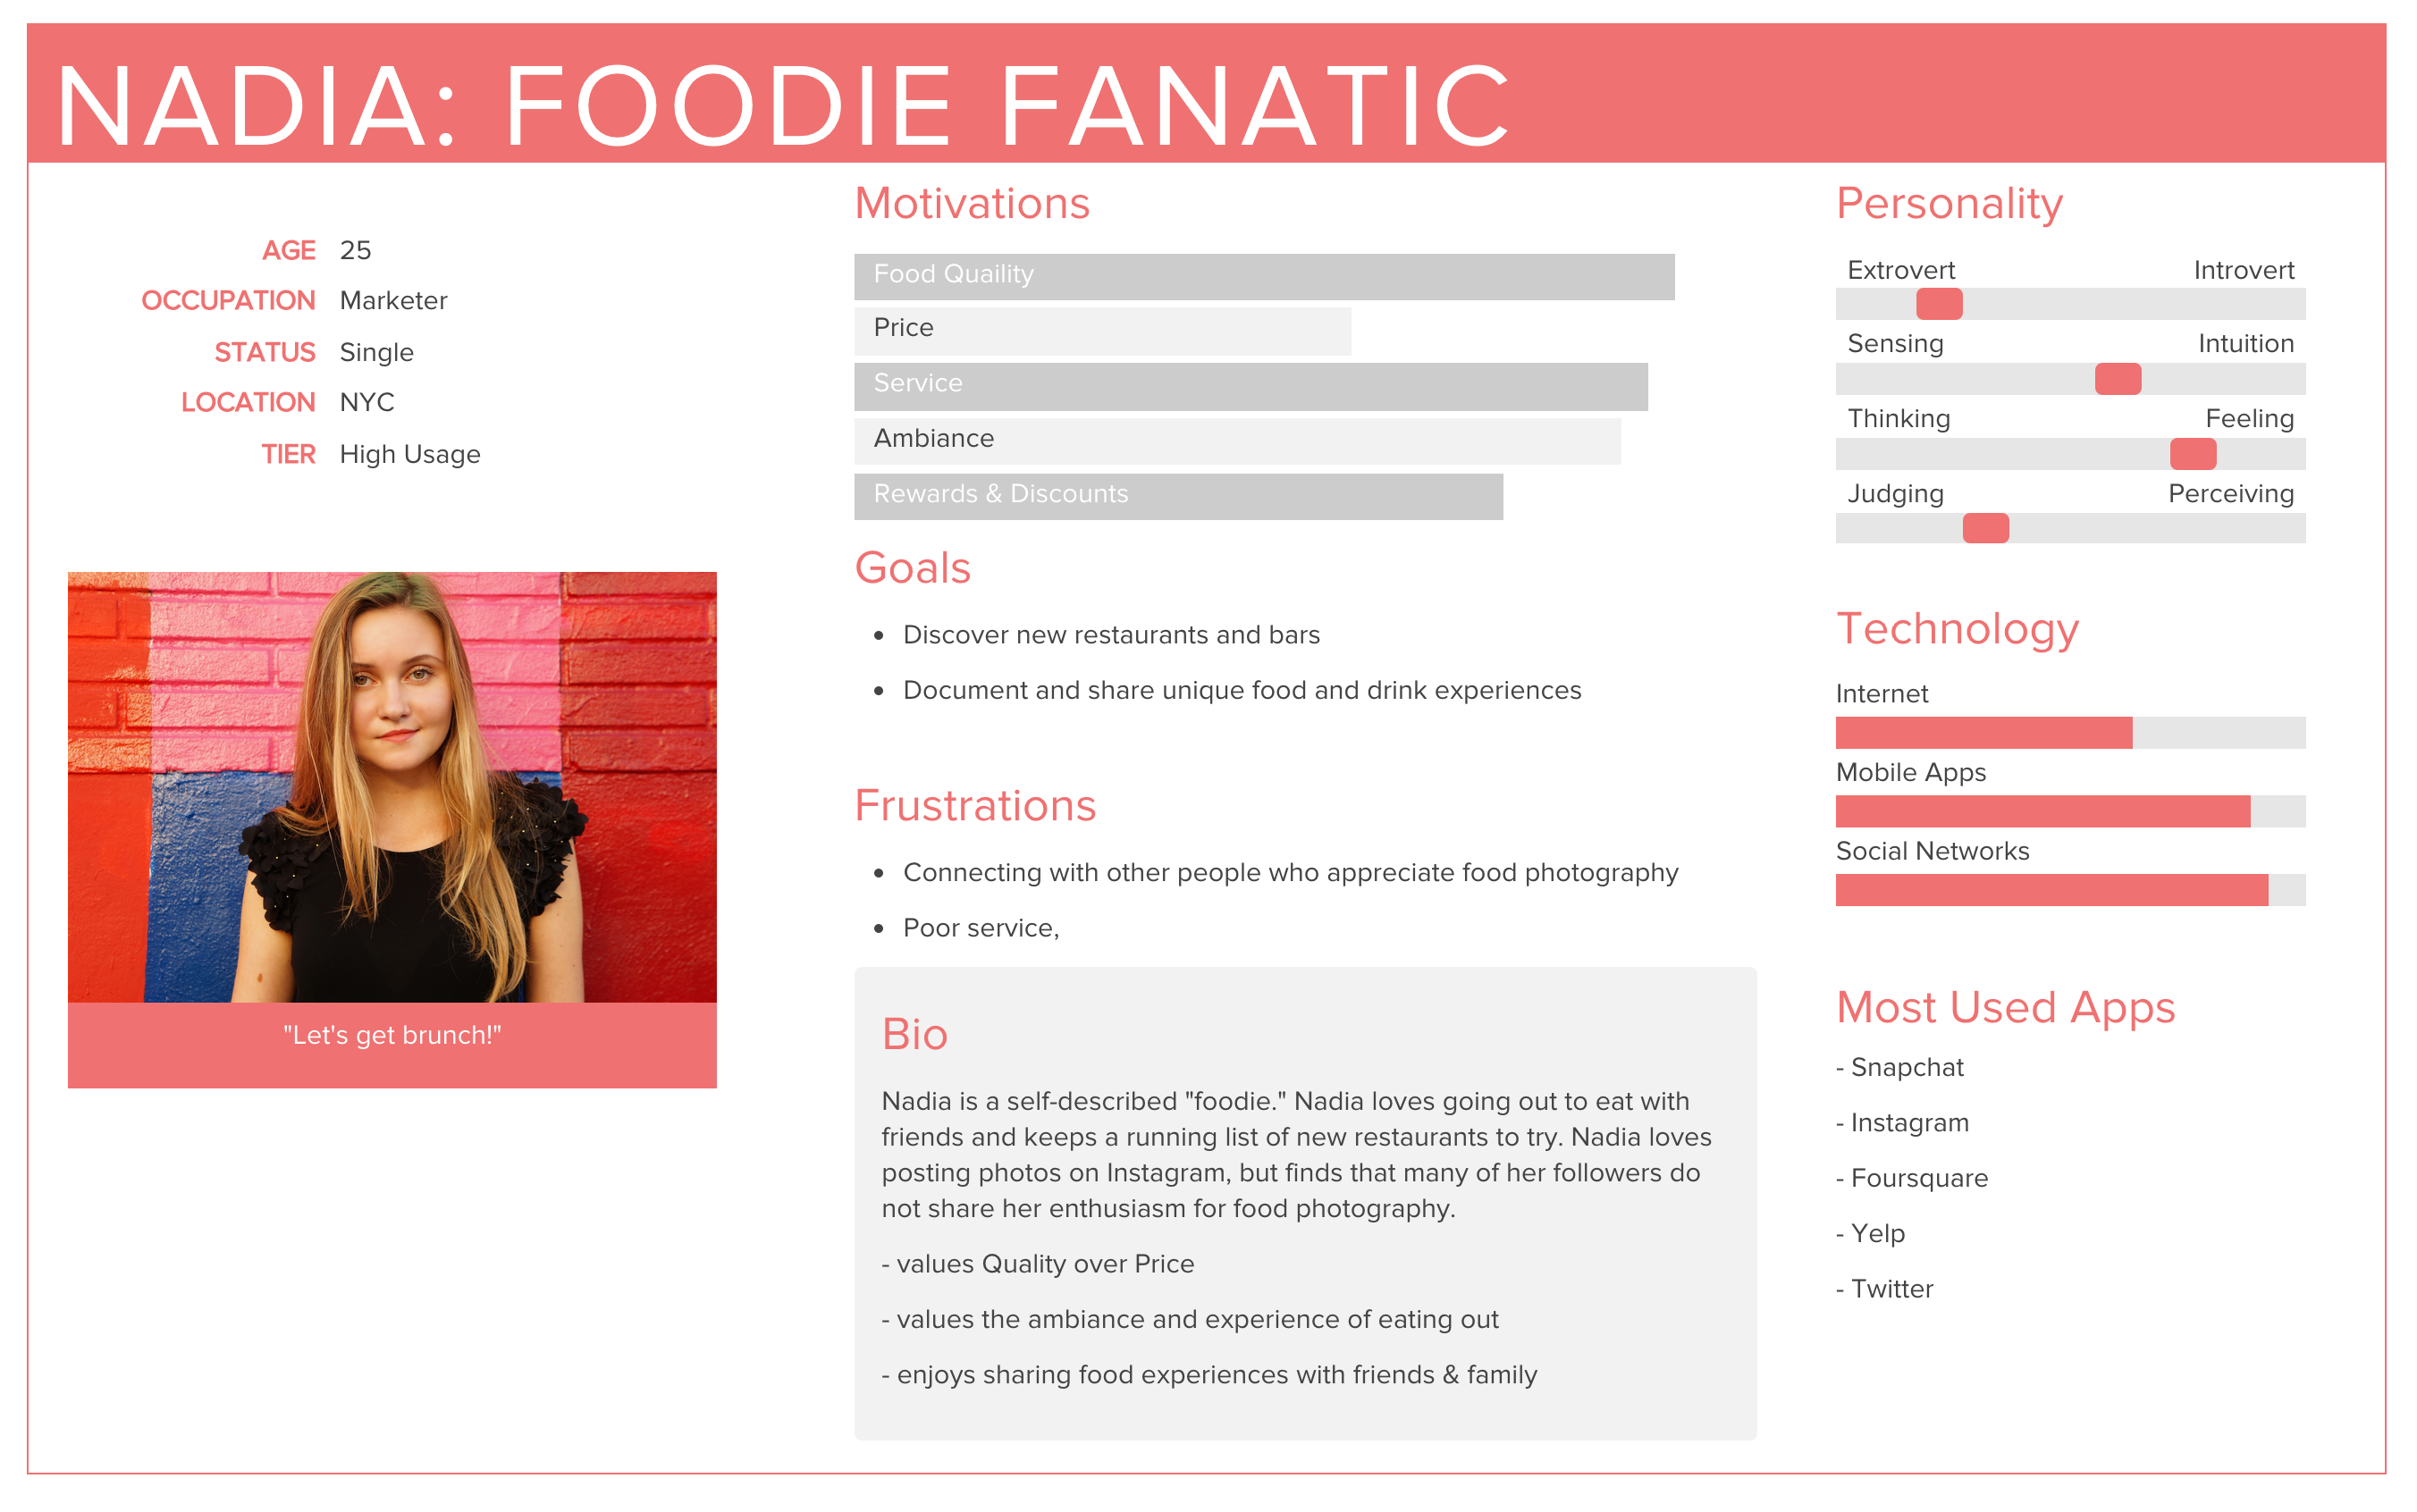 NADIA: FOODIE FANATIC
AGE 25
OCCUPATION Marketer
STATUS Single
LOCATION NYC
TIER High Usage
"Let's get brunch!"
Motivations
Food Quaility
Price
Service
Ambiance
Rewards & Discounts
Goals
• Discover new restaurants and bars
• Document and share unique food and drink experiences
Frustrations
• Connecting with other people who appreciate food photography
• Poor service,
Bio
Nadia is a self-described "foodie." Nadia loves going out to eat with
friends and keeps a running list of new restaurants to try. Nadia loves
posting photos on Instagram, but finds that many of her followers do
not share her enthusiasm for food photography.
- values Quality over Price
- values the ambiance and experience of eating out
- enjoys sharing food experiences with friends & family
Personality
Extrovert Introvert
Sensing Intuition
Thinking Feeling
Judging Perceiving
Technology
Internet
Mobile Apps
Social Networks
Most Used Apps
- Snapchat
- Instagram
- Foursquare
- Yelp
- Twitter